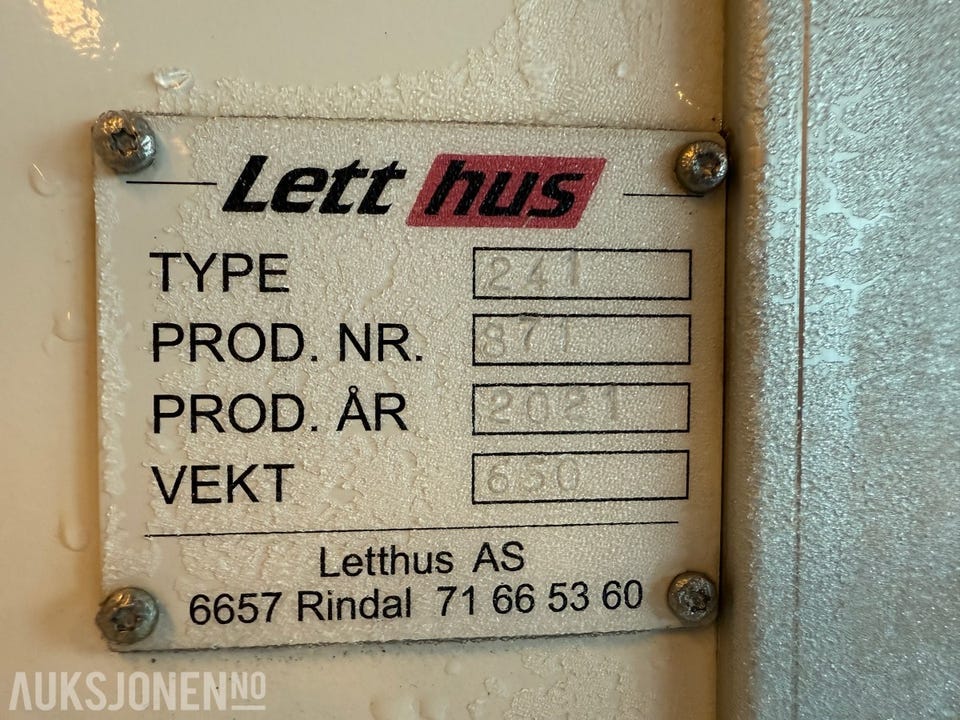 Lett hus
TYPE 241
PROD. NR. 871
PROD. ÅR 2021
VEKT 650
Letthus AS
6657 Rindal 71 66 53 60
AUKSJONEN.NO